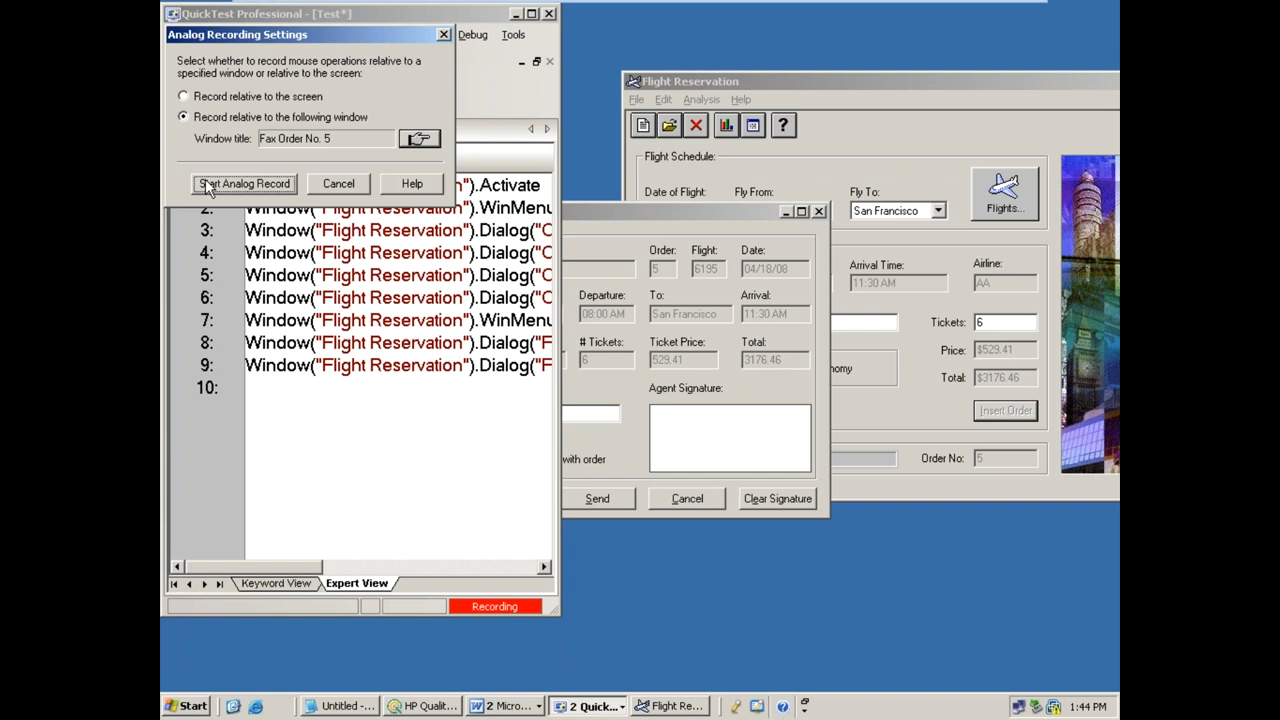 QuickTest Professional - [Test*]
Analog Recording Settings
Debug Tools
Select whether to record mouse operations relative to a
specified window or relative to the screen:
Record relative to the screen
Record relative to the following window
Window title: Fax Order No. 5
Start Analog Record Cancel Help
").Activate
2: Window("Flight Reservation").WinMenu
3: Window("Flight Reservation").Dialog("O
4: Window("Flight Reservation").Dialog("O
5: Window("Flight Reservation").Dialog("O
6: Window("Flight Reservation").Dialog("O
7: Window("Flight Reservation").WinMenu
8: Window("Flight Reservation").Dialog("F
9: Window("Flight Reservation").Dialog("F
10:
Keyword View Expert View
Recording
Flight Reservation
File Edit Analysis Help
?
Flight Schedule:
Date of Flight: Fly From: Fly To:
San Francisco
Flights...
Arrival Time: Airline:
11:30 AM AA
Tickets: 6
Price: $529.41
Total: $3176.46
Insert Order
Order No: 5
Order: Flight: Date:
5 6195 04/18/08
Departure: To: Arrival:
08:00 AM San Francisco 11:30 AM
# Tickets: Ticket Price: Total:
6 529.41 3176.46
Agent Signature:
with order
Send Cancel Clear Signature
Start Untitled -... HP Qualit... 2 Micro... 2 Quick... Flight Re... 1:44 PM